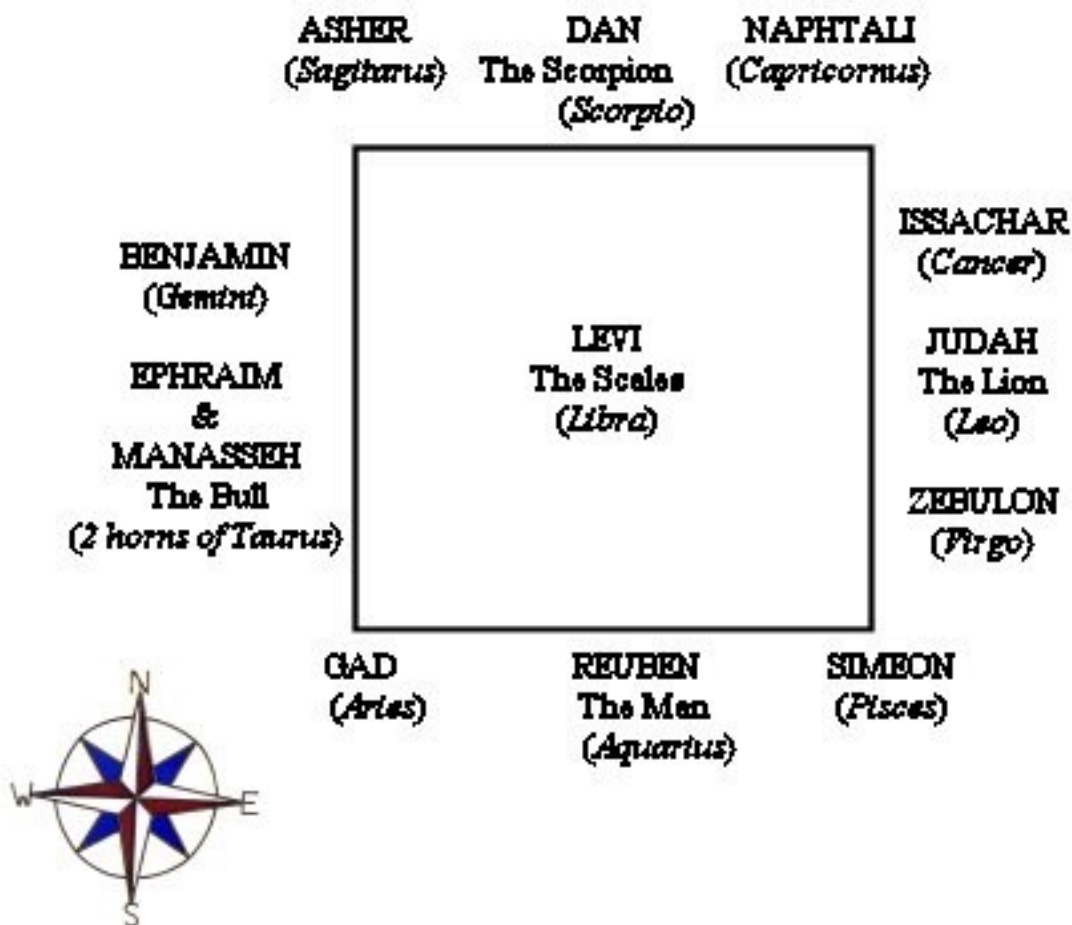 ASHER
(Sagitarus)
DAN
The Scorpion
(Scorpio)
NAPHTALI
(Capricornus)
BENJAMIN
(Gemini)
EPHRAIM
&
MANASSEH
The Bull
(2 horns of Taurus)
LEVI
The Scales
(Libra)
ISSACHAR
(Cancer)
JUDAH
The Lion
(Leo)
ZEBULON
(Virgo)
GAD
(Aries)
REUBEN
The Man
(Aquarius)
SIMEON
(Pisces)
N
W
E
S